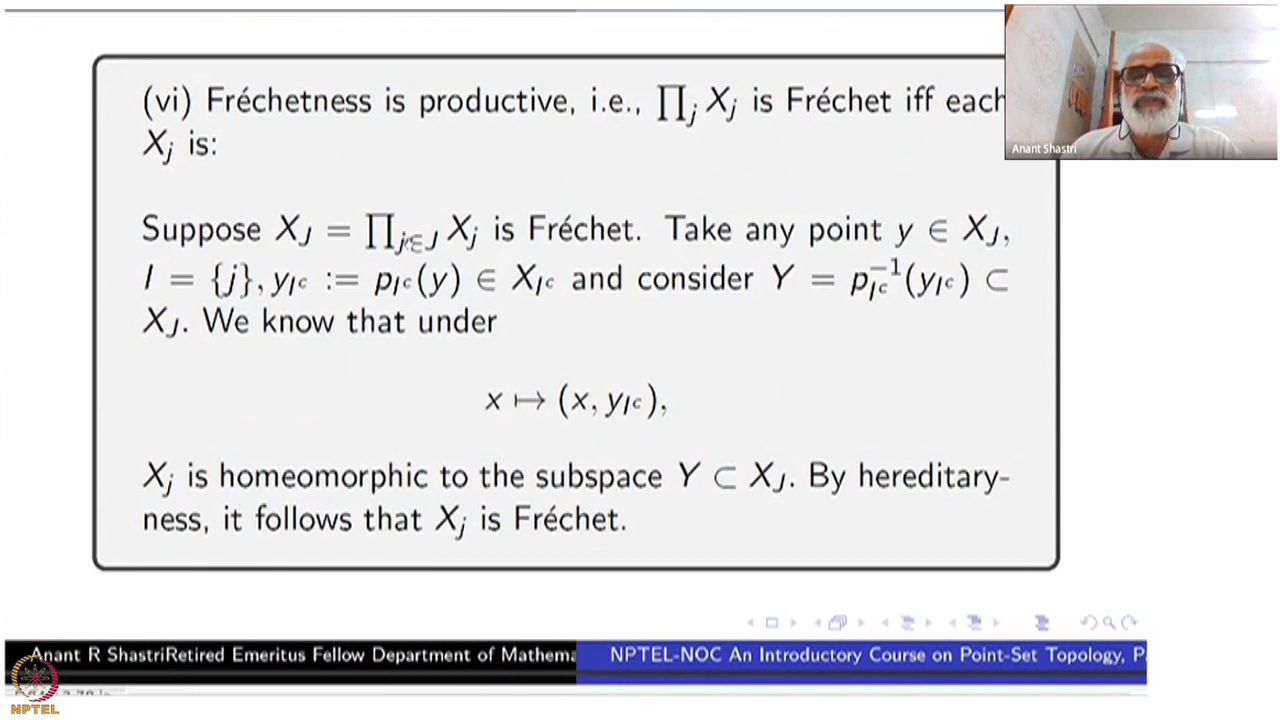 (vi) Fréchetness is productive, i.e., ∏_j X_j is Fréchet iff each
X_j is:
Suppose X_J = ∏_{j∈J} X_j is Fréchet. Take any point y ∈ X_J,
I = {j}, y_{I^c} := p_{I^c}(y) ∈ X_{I^c} and consider Y = p_{I^c}^{-1}(y_{I^c}) ⊂
X_J. We know that under
x ↦ (x, y_{I^c}),
X_j is homeomorphic to the subspace Y ⊂ X_J. By hereditary-
ness, it follows that X_j is Fréchet.
Anant Shastri
Anant R ShastriRetired Emeritus Fellow Department of Mathema
NPTEL-NOC An Introductory Course on Point-Set Topology, Pa
NPTEL